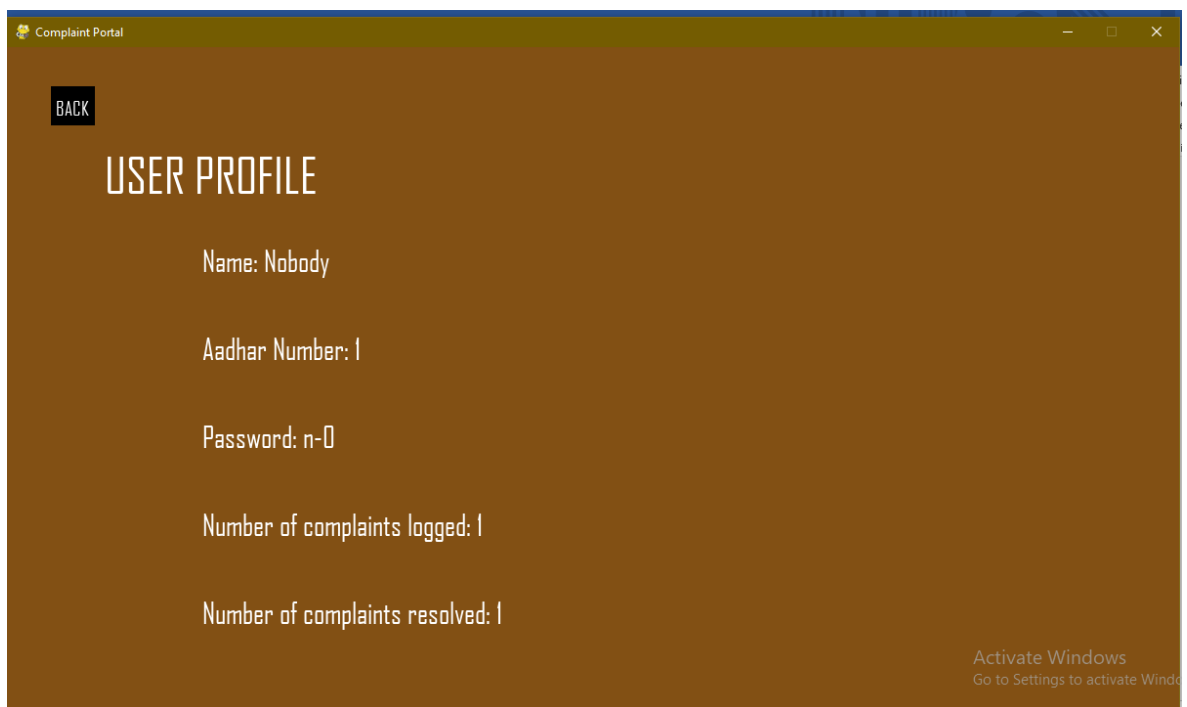 Complaint Portal
BACK
USER PROFILE
Name: Nobody
Aadhar Number: 1
Password: n-0
Number of complaints logged: 1
Number of complaints resolved: 1
Activate Windows
Go to Settings to activate